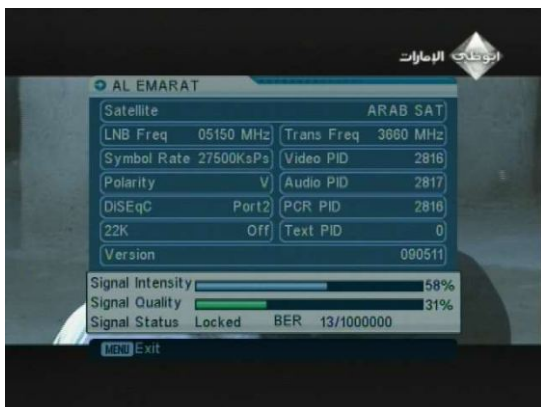 ابوظبي الإمارات
AL EMARAT
Satellite ARAB SAT
LNB Freq 05150 MHz Trans Freq 3660 MHz
Symbol Rate 27500KsPs Video PID 2816
Polarity V Audio PID 2817
DiSEqC Port2 PCR PID 2816
22K Off Text PID 0
Version 090511
Signal Intensity 58%
Signal Quality 31%
Signal Status Locked BER 13/1000000
MENU Exit